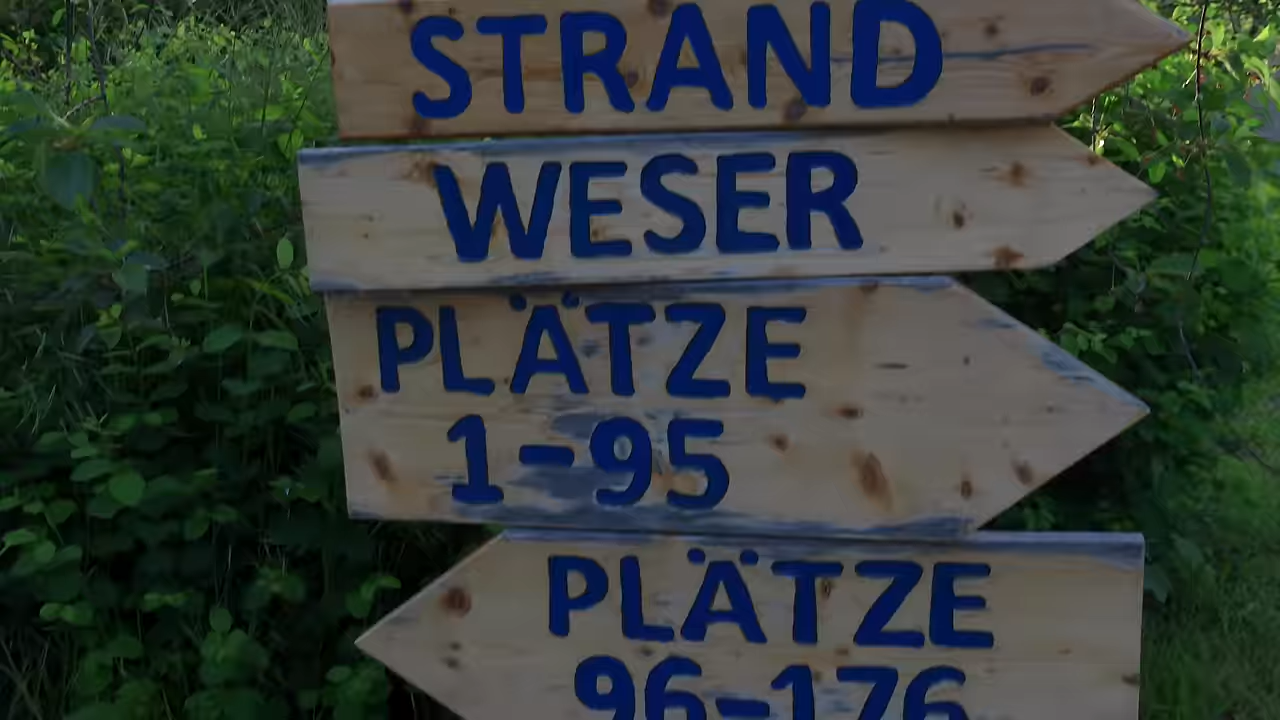 STRAND
WESER
PLÄTZE
1-95
PLÄTZE
96-176